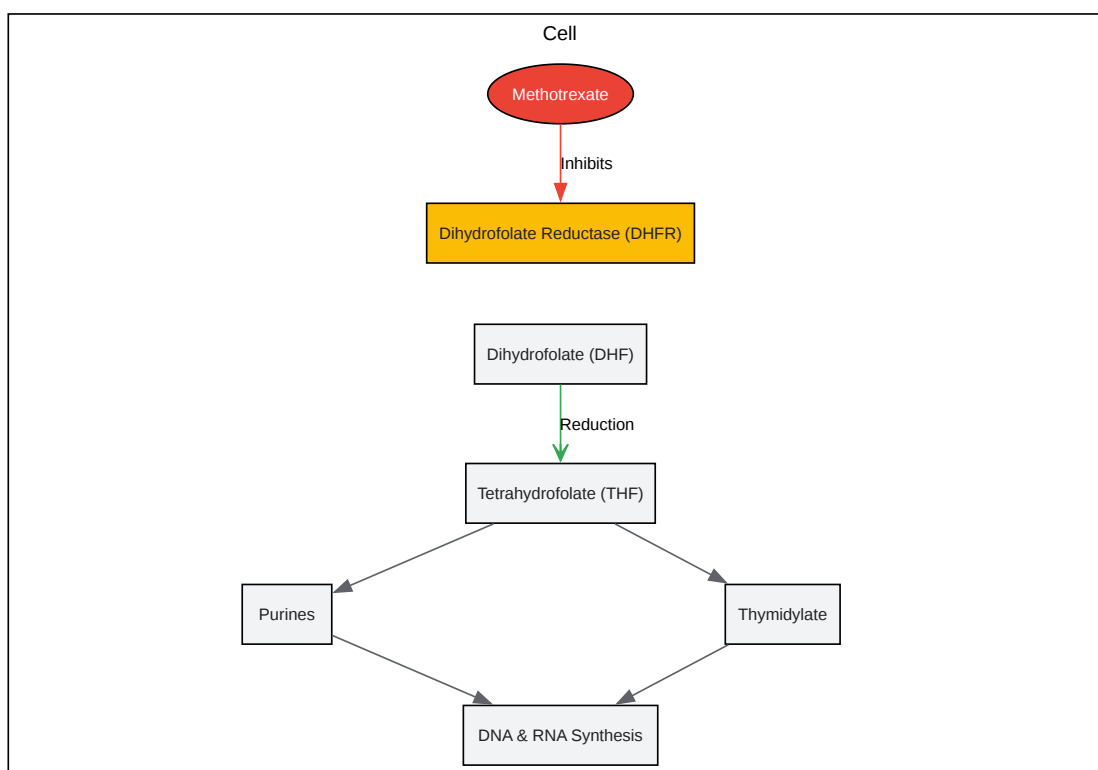 Cell
Methotrexate
Inhibits
Dihydrofolate Reductase (DHFR)
Dihydrofolate (DHF)
Reduction
Tetrahydrofolate (THF)
Purines
Thymidylate
DNA & RNA Synthesis